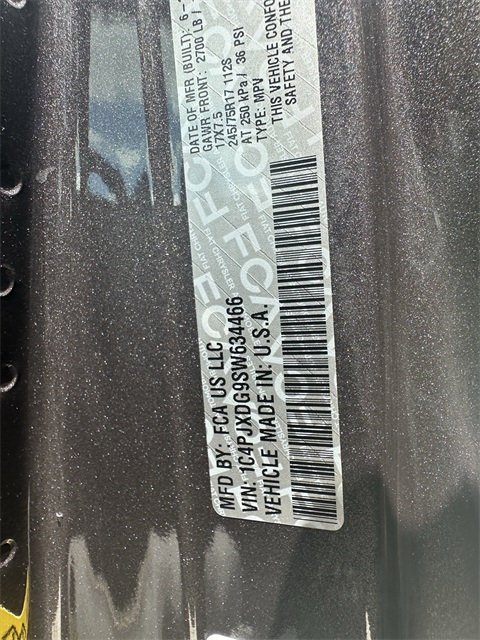 MFD BY: FCA US LLC
DATE OF MFR (BUILT): 6-
GAWR FRONT: 2700 LB /
17X7.5
245/75R17 112S
AT 250 kPa / 36 PSI
TYPE: MPV
VIN: 1C4PJXDG9SW634466
VEHICLE MADE IN: U.S.A.
THIS VEHICLE CONFO
SAFETY AND THE